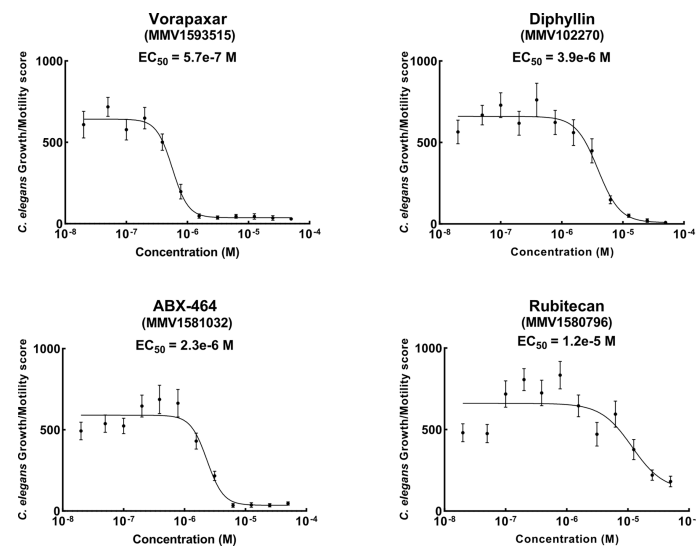 Vorapaxar
(MMV1593515)
EC50 = 5.7e-7 M
C. elegans Growth/Motility score
1000
500
0
10-8
10-7
10-6
10-5
10-4
Concentration (M)
Diphyllin
(MMV102270)
EC50 = 3.9e-6 M
C. elegans Growth/Motility score
1000
500
0
10-8
10-7
10-6
10-5
10-4
Concentration (M)
ABX-464
(MMV1581032)
EC50 = 2.3e-6 M
C. elegans Growth/Motility score
1000
500
0
10-8
10-7
10-6
10-5
10-4
Concentration (M)
Rubitecan
(MMV1580796)
EC50 = 1.2e-5 M
C. elegans Growth/Motility score
1000
500
0
10-8
10-7
10-6
10-5
10-
Concentration (M)